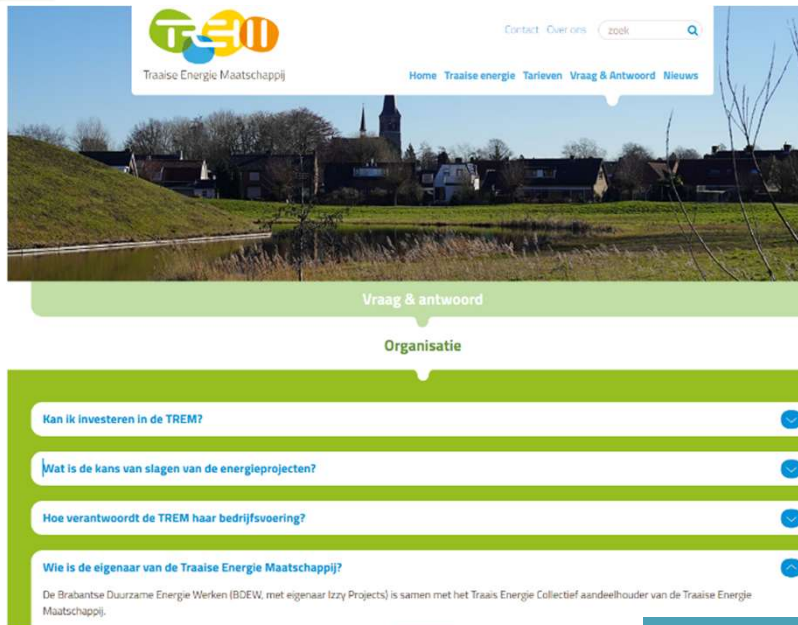 TREM
Traaise Energie Maatschappij
Contact Over ons zoek
Home Traaise energie Tarieven Vraag & Antwoord Nieuws
Vraag & antwoord
Organisatie
Kan ik investeren in de TREM?
Wat is de kans van slagen van de energieprojecten?
Hoe verantwoordt de TREM haar bedrijfsvoering?
Wie is de eigenaar van de Traaise Energie Maatschappij?
De Brabantse Duurzame Energie Werken (BDEW, met eigenaar Izzy Projects) is samen met het Traais Energie Collectief aandeelhouder van de Traaise Energie
Maatschappij.